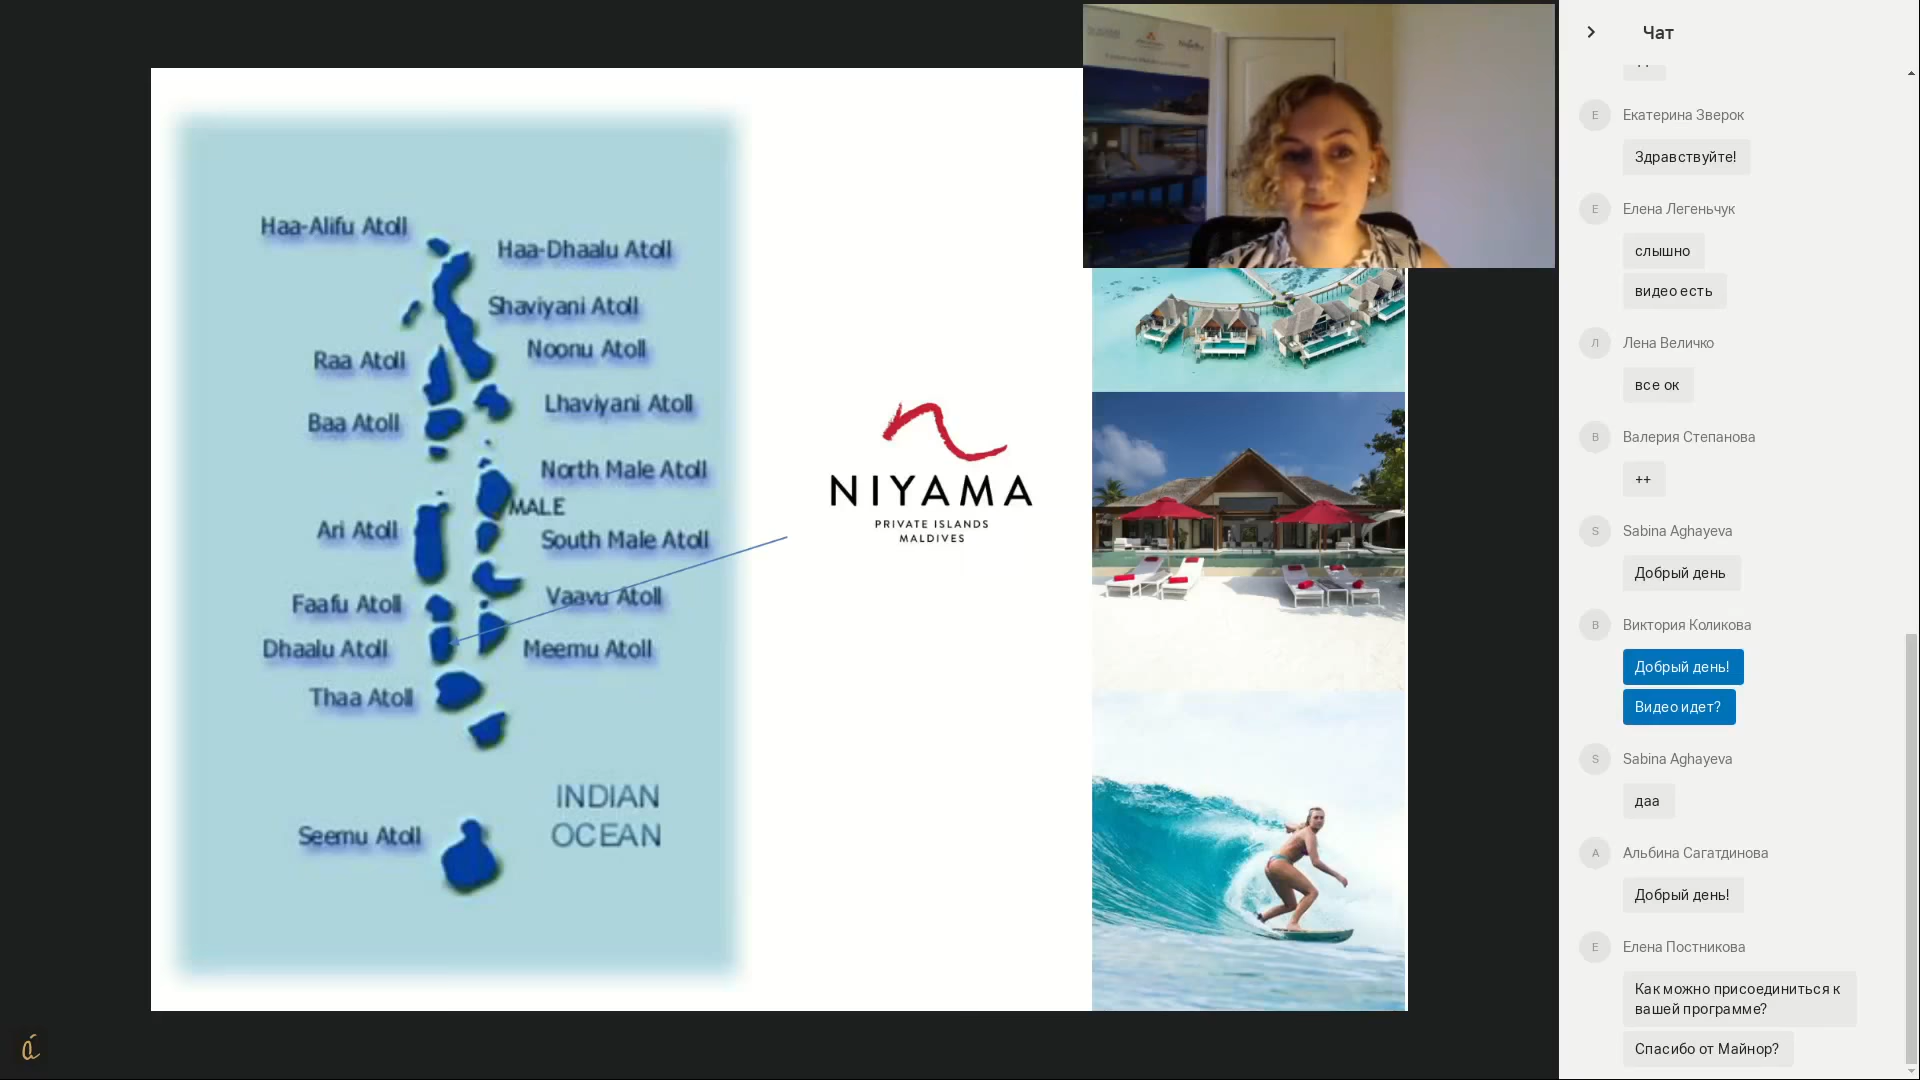 Haa-Alifu Atoll
Haa-Dhaalu Atoll
Shaviyani Atoll
Noonu Atoll
Raa Atoll
Lhaviyani Atoll
Baa Atoll
North Male Atoll
MALE
Ari Atoll
South Male Atoll
Vaavu Atoll
Faafu Atoll
Dhaalu Atoll
Meemu Atoll
Thaa Atoll
INDIAN
OCEAN
Seemu Atoll
NIYAMA
PRIVATE ISLANDS
MALDIVES
á
Чат
Е
Екатерина Зверок
Здравствуйте!
Е
Елена Легеньчук
слышно
видео есть
Л
Лена Величко
все ок
В
Валерия Степанова
++
S
Sabina Aghayeva
Добрый день
В
Виктория Коликова
Добрый день!
Видео идет?
S
Sabina Aghayeva
даа
А
Альбина Сагатдинова
Добрый день!
Е
Елена Постникова
Как можно присоединиться к
вашей программе?
Спасибо от Майнор?